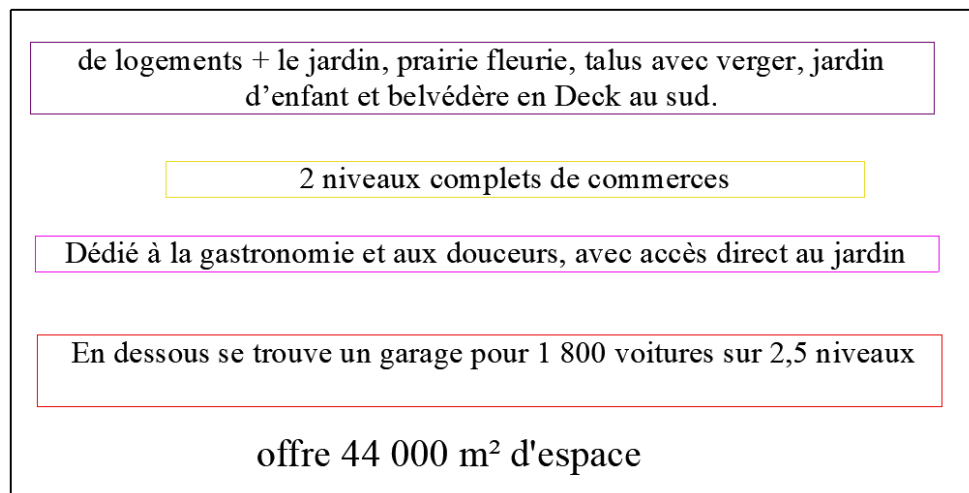 de logements + le jardin, prairie fleurie, talus avec verger, jardin
d’enfant et belvédère en Deck au sud.
2 niveaux complets de commerces
Dédié à la gastronomie et aux douceurs, avec accès direct au jardin
En dessous se trouve un garage pour 1 800 voitures sur 2,5 niveaux
offre 44 000 m² d'espace